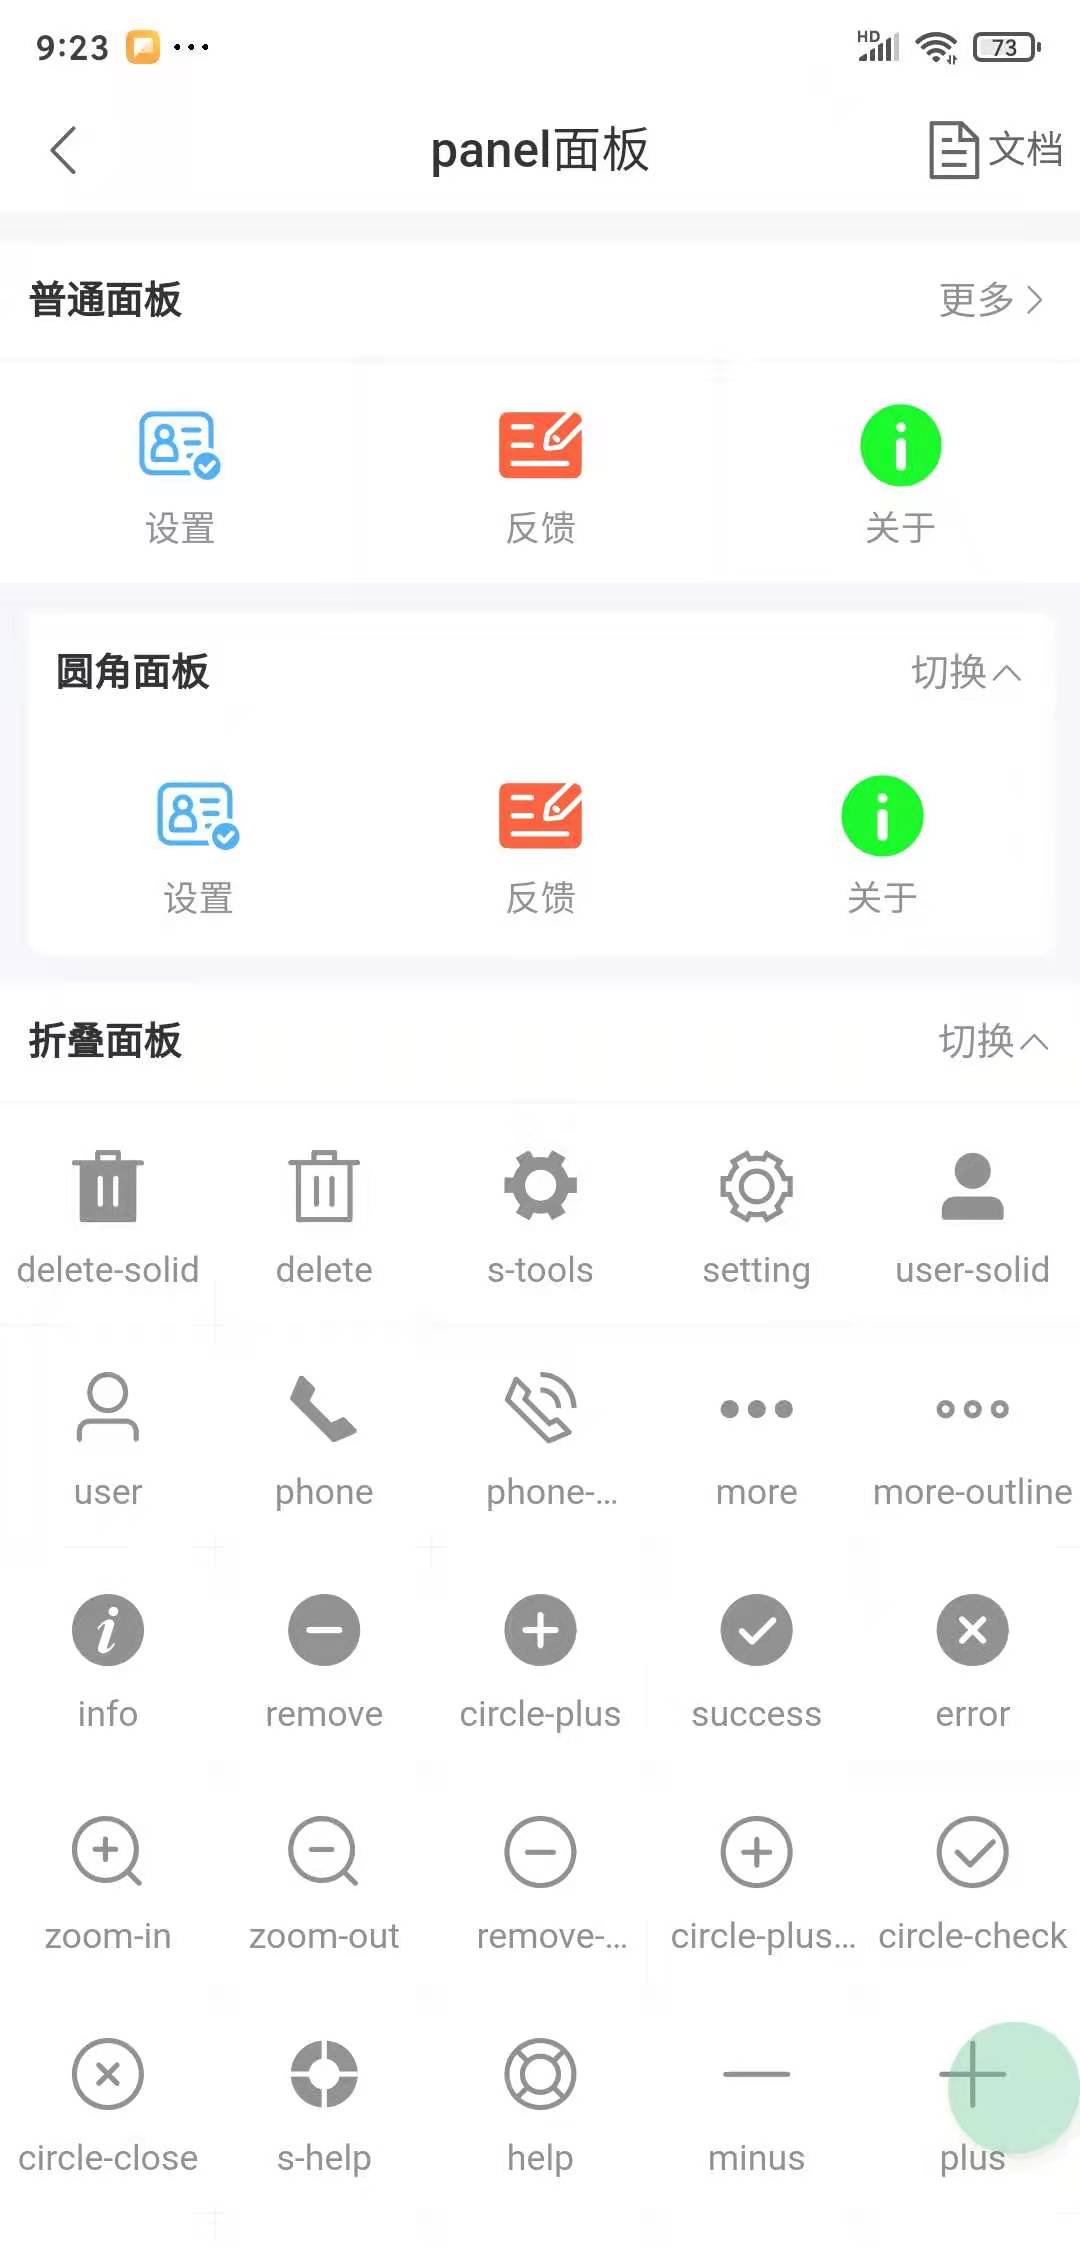 9:23
HD
73
panel面板
文档
普通面板
更多
设置
反馈
关于
圆角面板
切换
设置
反馈
关于
折叠面板
切换
delete-solid
delete
s-tools
setting
user-solid
user
phone
phone-...
more
more-outline
info
remove
circle-plus
success
error
zoom-in
zoom-out
remove-...
circle-plus...
circle-check
circle-close
s-help
help
minus
plus